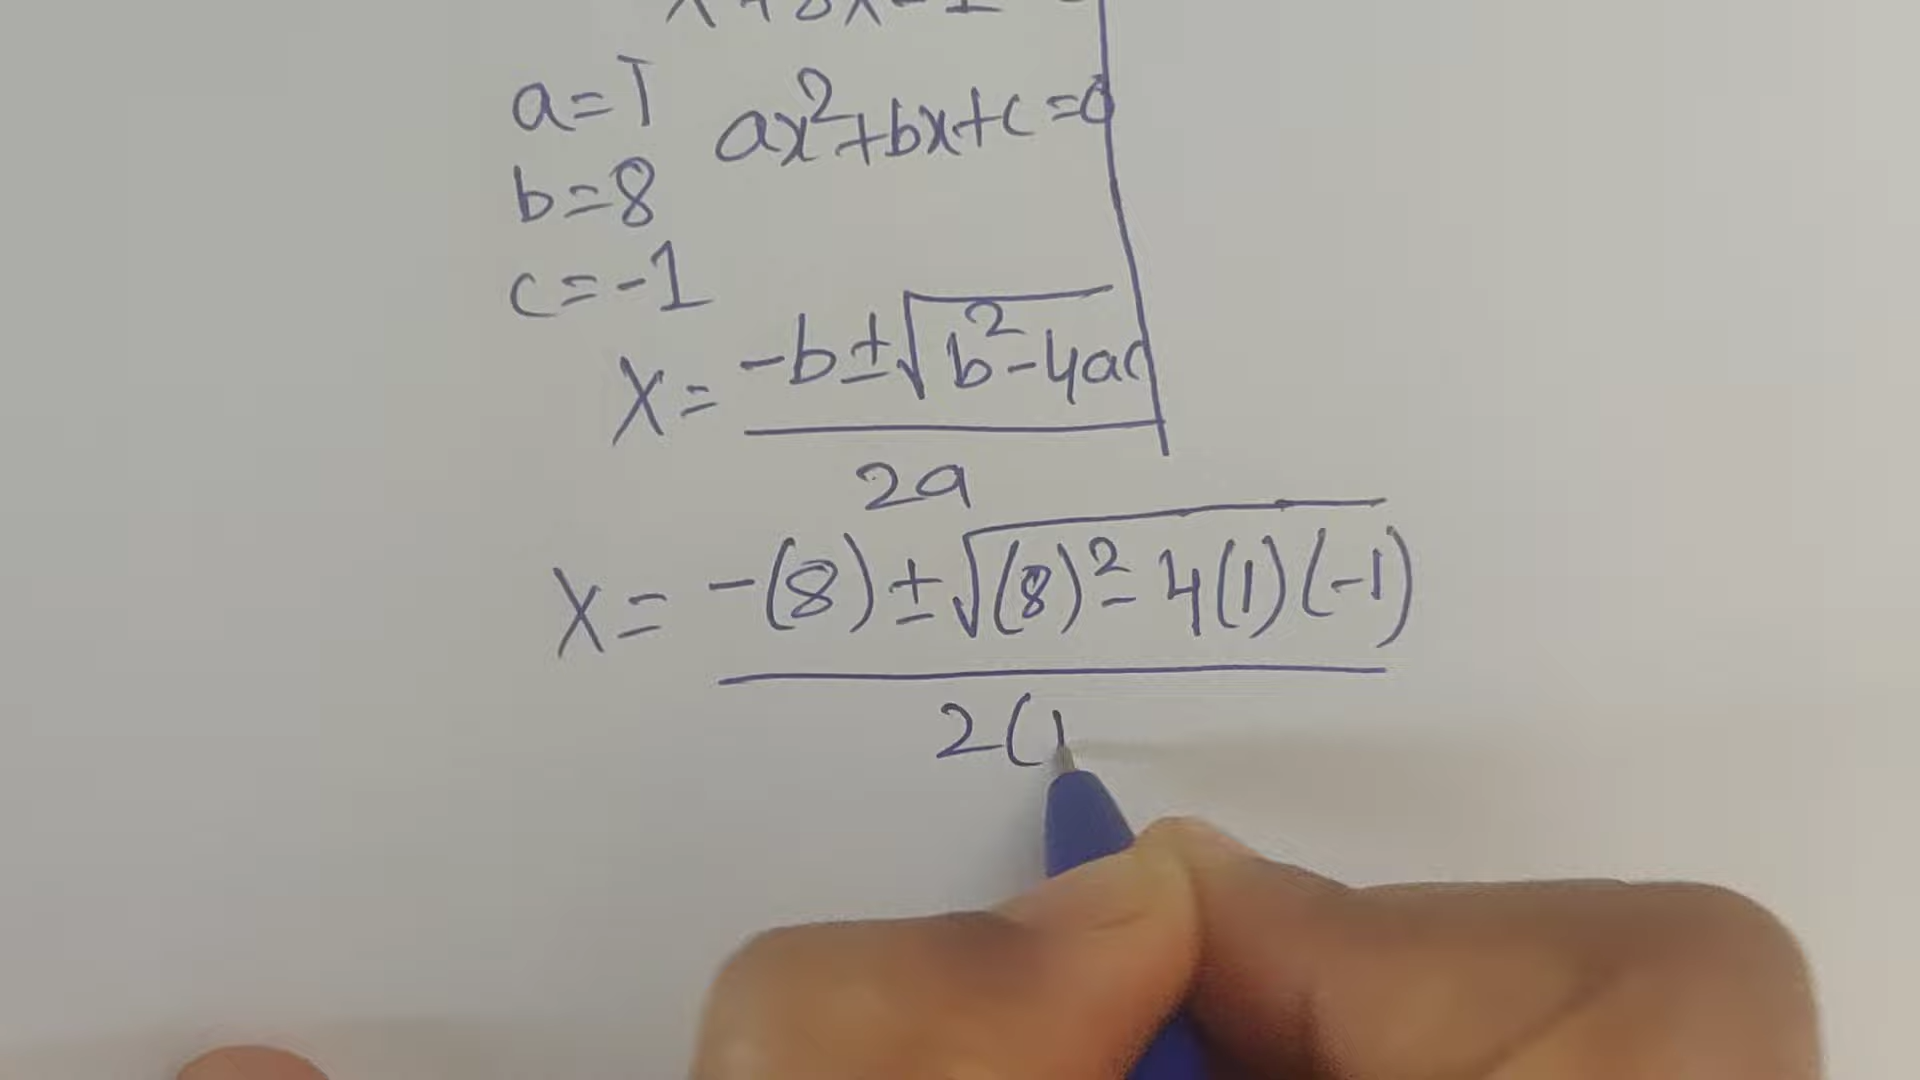 a=1
ax²+bx+c=0
b=8
c=-1
X= -b±√b²-4ac
2a
X= -(8)±√(8)²-4(1)(-1)
2(1